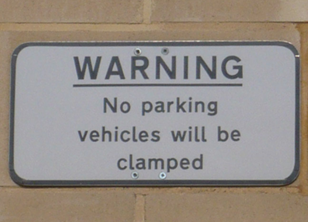 WARNING
No parking
vehicles will be
clamped